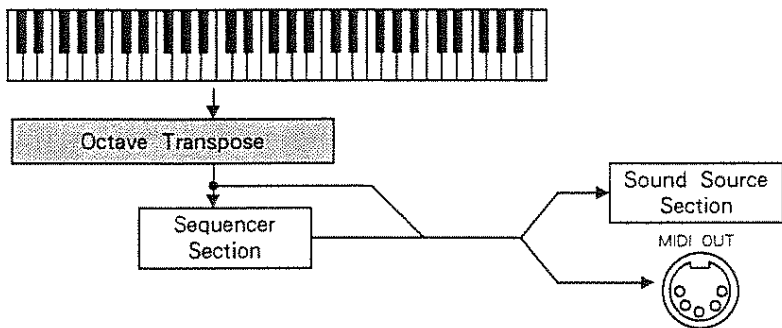 Octave Transpose
Sequencer
Section
Sound Source
Section
MIDI OUT